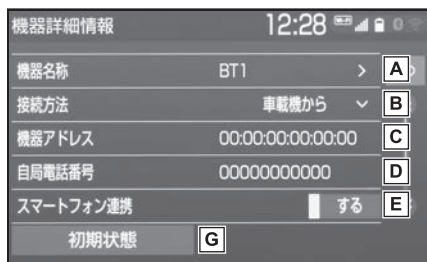 機器詳細情報 12:28 Wi-Fi
機器名称 BT1 > A
接続方法 車載機から B
機器アドレス 00:00:00:00:00:00 C
自局電話番号 00000000000 D
スマートフォン連携 する E
初期状態 G